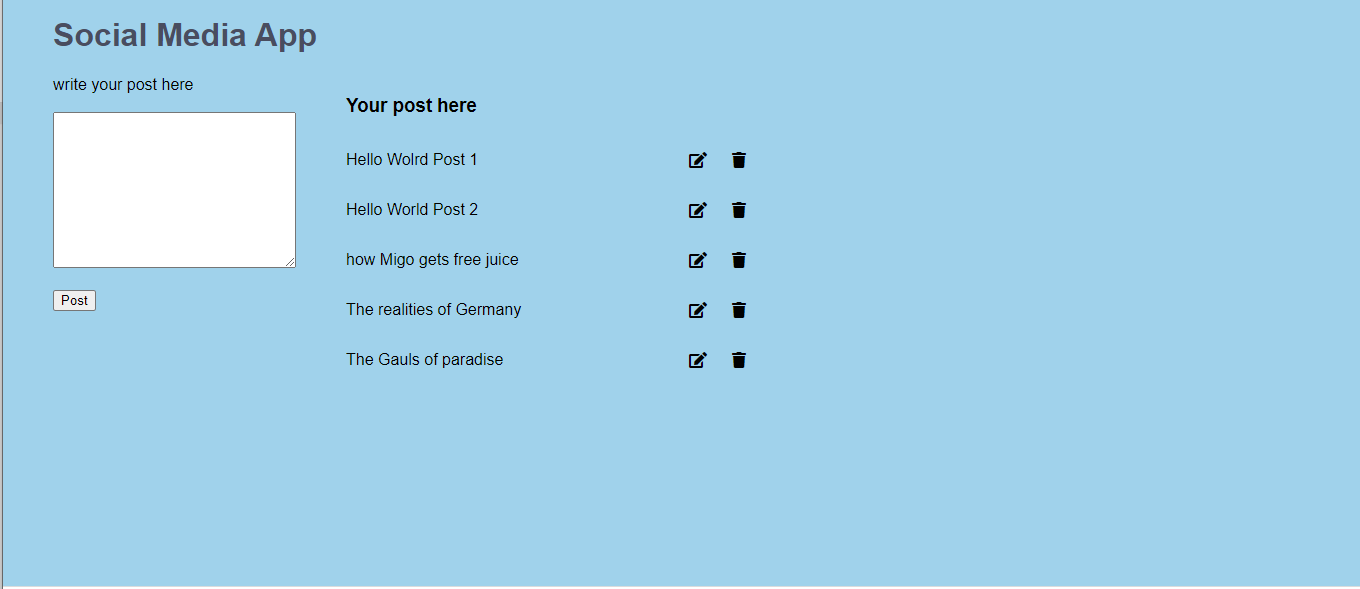 Social Media App
write your post here
Post
Your post here
Hello Wolrd Post 1
Hello World Post 2
how Migo gets free juice
The realities of Germany
The Gauls of paradise